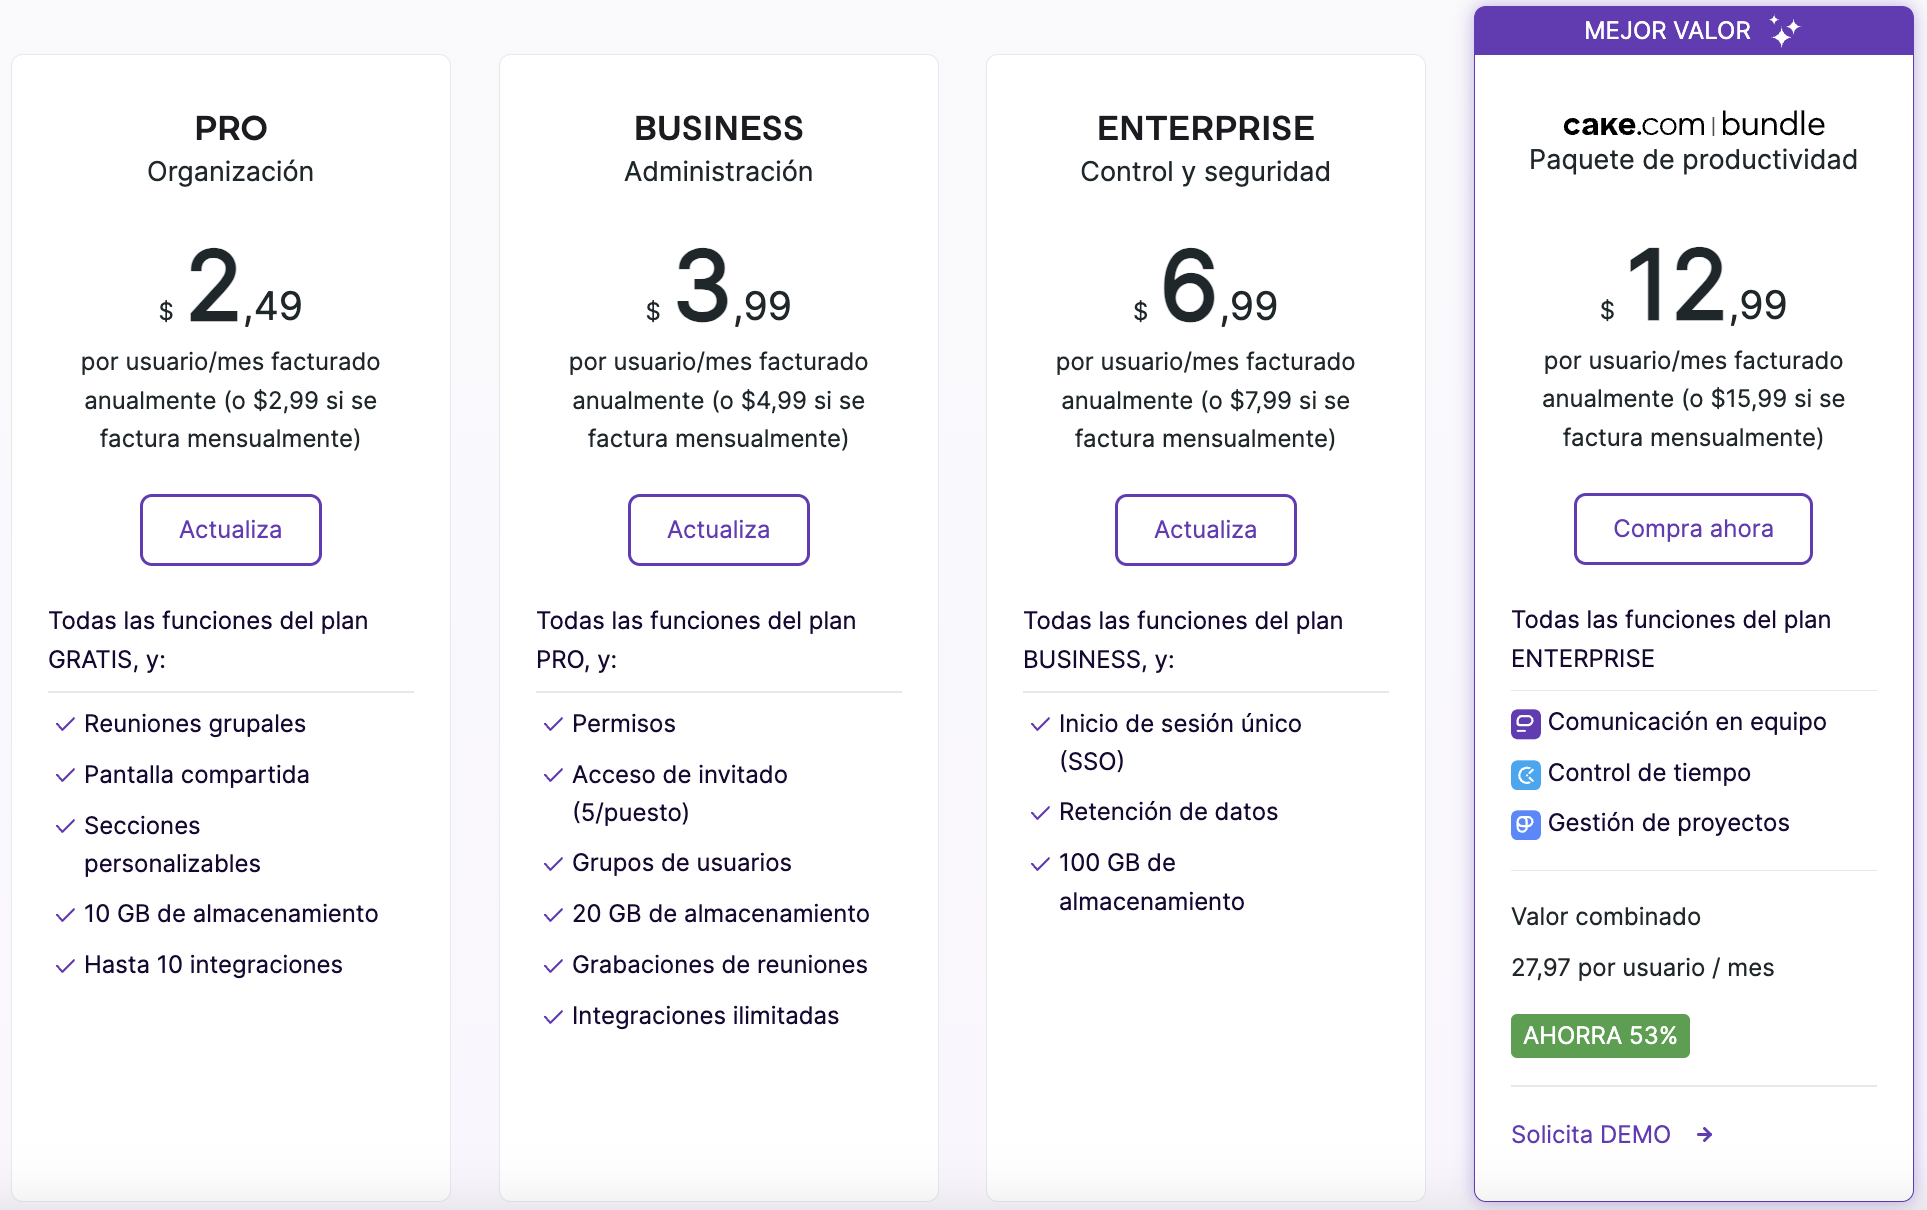 PRO
Organización
$ 2,49
por usuario/mes facturado
anualmente (o $2,99 si se
factura mensualmente)
Actualiza
Todas las funciones del plan
GRATIS, y:
Reuniones grupales
Pantalla compartida
Secciones
personalizables
10 GB de almacenamiento
Hasta 10 integraciones
BUSINESS
Administración
$ 3,99
por usuario/mes facturado
anualmente (o $4,99 si se
factura mensualmente)
Actualiza
Todas las funciones del plan
PRO, y:
Permisos
Acceso de invitado
(5/puesto)
Grupos de usuarios
20 GB de almacenamiento
Grabaciones de reuniones
Integraciones ilimitadas
ENTERPRISE
Control y seguridad
$ 6,99
por usuario/mes facturado
anualmente (o $7,99 si se
factura mensualmente)
Actualiza
Todas las funciones del plan
BUSINESS, y:
Inicio de sesión único
(SSO)
Retención de datos
100 GB de
almacenamiento
MEJOR VALOR
cake.com | bundle
Paquete de productividad
$ 12,99
por usuario/mes facturado
anualmente (o $15,99 si se
factura mensualmente)
Compra ahora
Todas las funciones del plan
ENTERPRISE
Comunicación en equipo
Control de tiempo
Gestión de proyectos
Valor combinado
27,97 por usuario / mes
AHORRA 53%
Solicita DEMO →